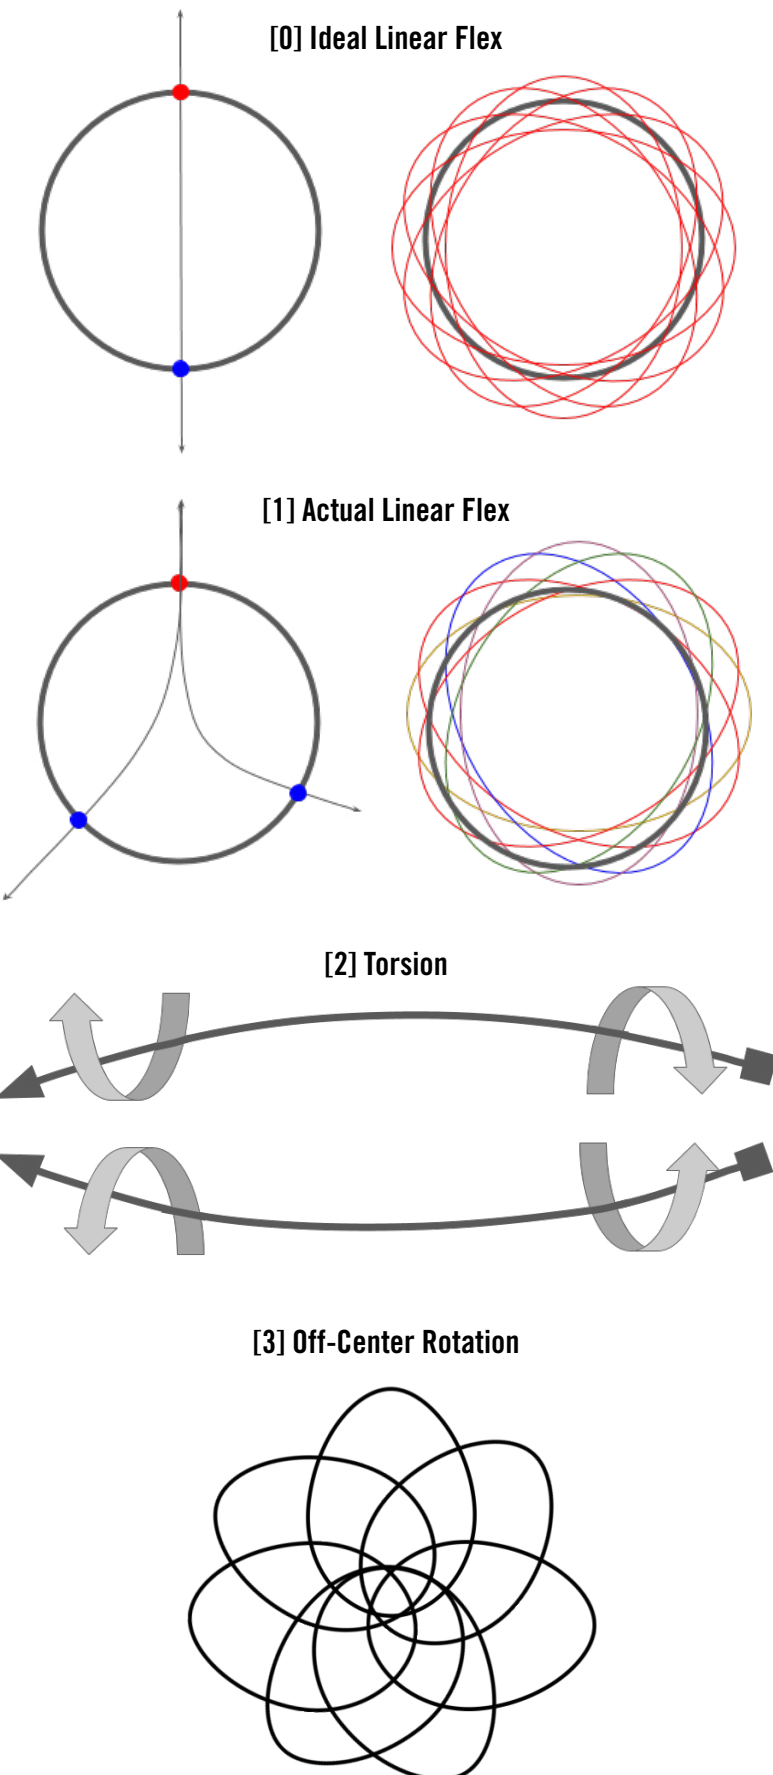 [0] Ideal Linear Flex
[1] Actual Linear Flex
[2] Torsion
[3] Off-Center Rotation